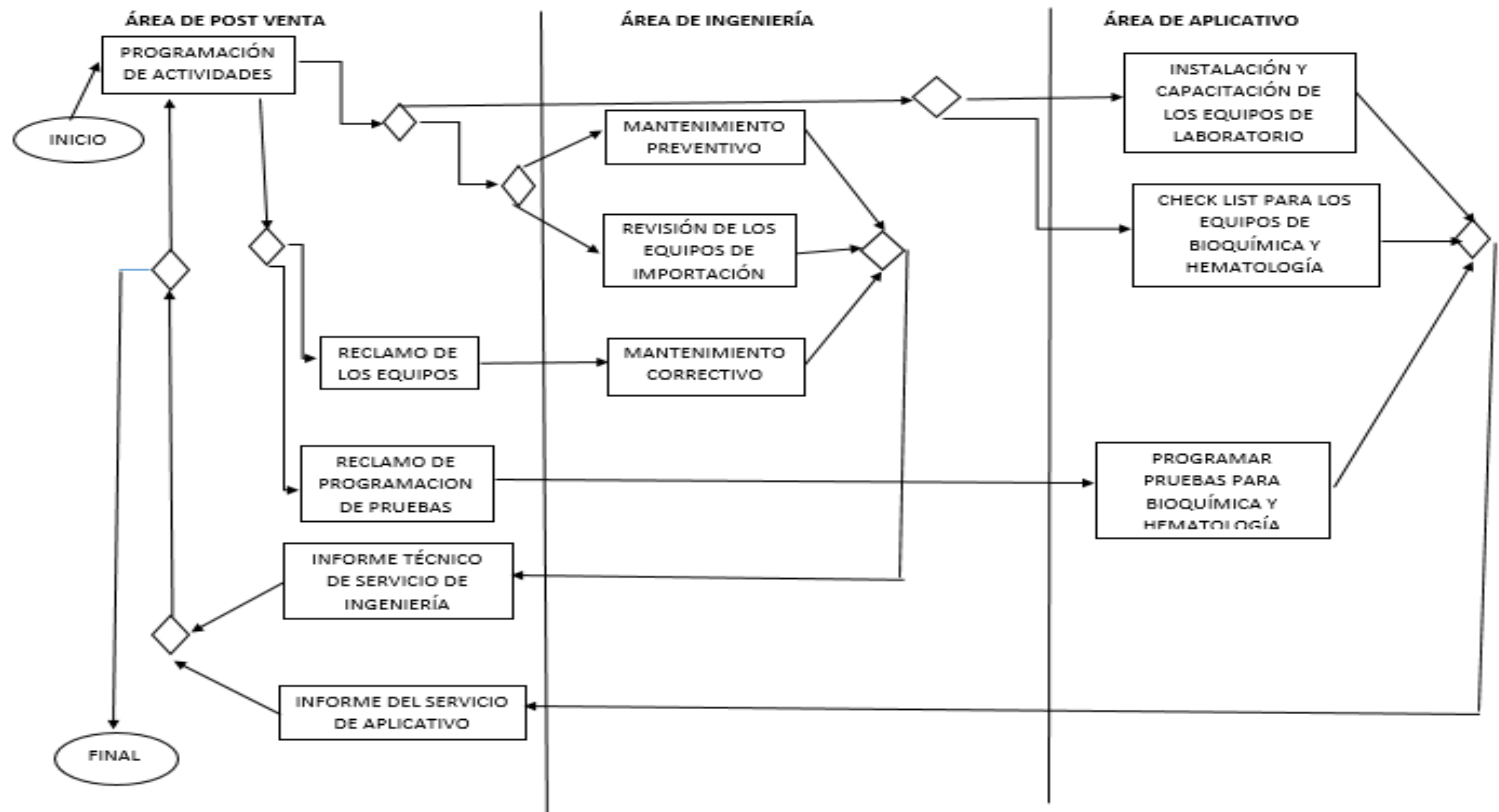 ÁREA DE POST VENTA
ÁREA DE INGENIERÍA
ÁREA DE APLICATIVO
PROGRAMACIÓN
DE ACTIVIDADES
INICIO
MANTENIMIENTO
PREVENTIVO
INSTALACIÓN Y
CAPACITACIÓN DE
LOS EQUIPOS DE
LABORATORIO
REVISIÓN DE LOS
EQUIPOS DE
IMPORTACIÓN
CHECK LIST PARA LOS
EQUIPOS DE
BIOQUÍMICA Y
HEMATOLOGÍA
RECLAMO DE
LOS EQUIPOS
MANTENIMIENTO
CORRECTIVO
RECLAMO DE
PROGRAMACION
DE PRUEBAS
PROGRAMAR
PRUEBAS PARA
BIOQUÍMICA Y
HEMATOLOGÍA
INFORME TÉCNICO
DE SERVICIO DE
INGENIERÍA
INFORME DEL SERVICIO
DE APLICATIVO
FINAL